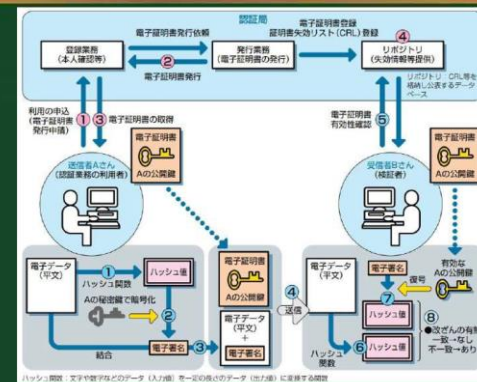 認証局
電子証明書発行依頼
電子証明書登録
証明書失効リスト(CRL)登録
④
登録業務
(本人確認等)
②
発行業務
(電子証明書の発行)
リポジトリ
(失効情報等提供)
電子証明書発行
リポジトリ CRL等を
格納し公表するデータ
ベース
利用の申込
(電子証明書
発行申請)
①
③
電子証明書の取得
電子証明書
有効性確認
⑤
電子証明書
Aの公開鍵
送信者Aさん
(認証業務の利用者)
受信者Bさん
(検証者)
電子証明書
Aの公開鍵
電子データ
(平文)
①
ハッシュ関数
ハッシュ値
Aの秘密鍵で暗号化
②
結合
電子署名
③
電子データ
(平文)
+
電子署名
④
送信
電子データ
(平文)
電子署名
復号
有効な
Aの公開鍵
⑦
ハッシュ値
⑧
●改ざんの有無
一致→なし
不一致→あり
ハッシュ
関数
⑥
ハッシュ値
ハッシュ関数:文字や数字などのデータ(入力値)を一定の長さのデータ(出力値)に変換する関数